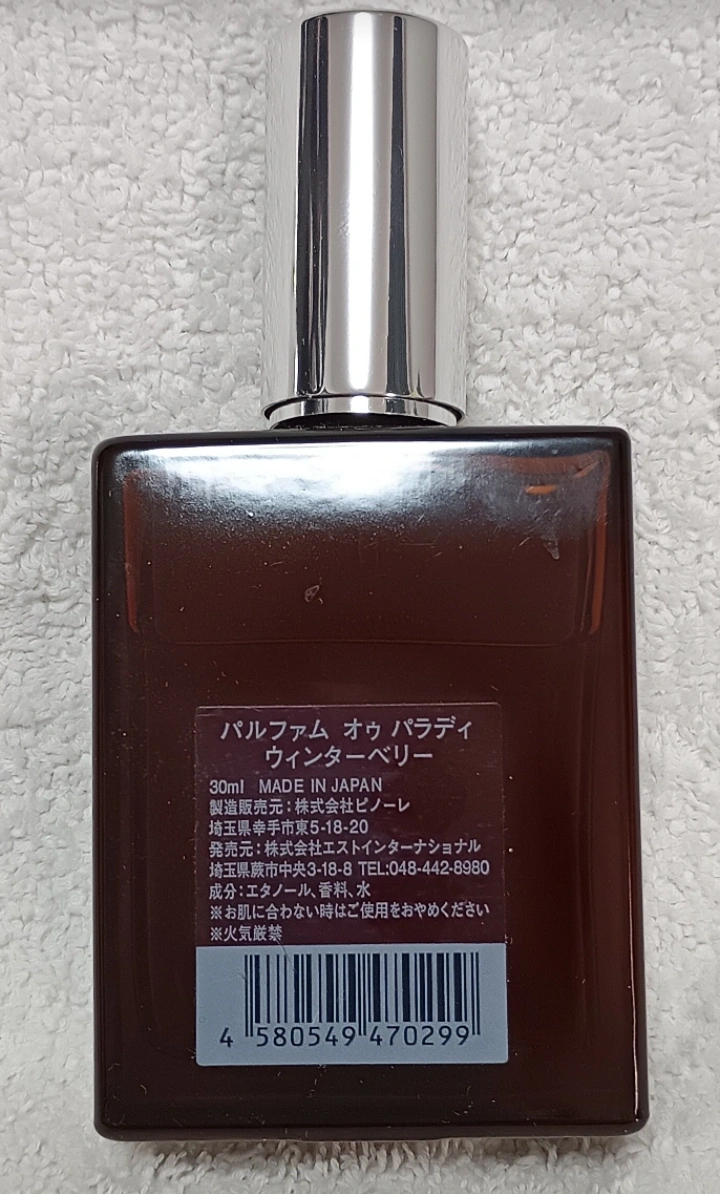 パルファム オゥ パラディ
ウィンターベリー
30ml MADE IN JAPAN
製造販売元:株式会社ピノーレ
埼玉県幸手市東5-18-20
発売元:株式会社エストインターナショナル
埼玉県蕨市中央3-18-8 TEL:048-442-8980
成分:エタノール、香料、水
※お肌に合わない時はご使用をおやめください
※火気厳禁
4 580549 470299